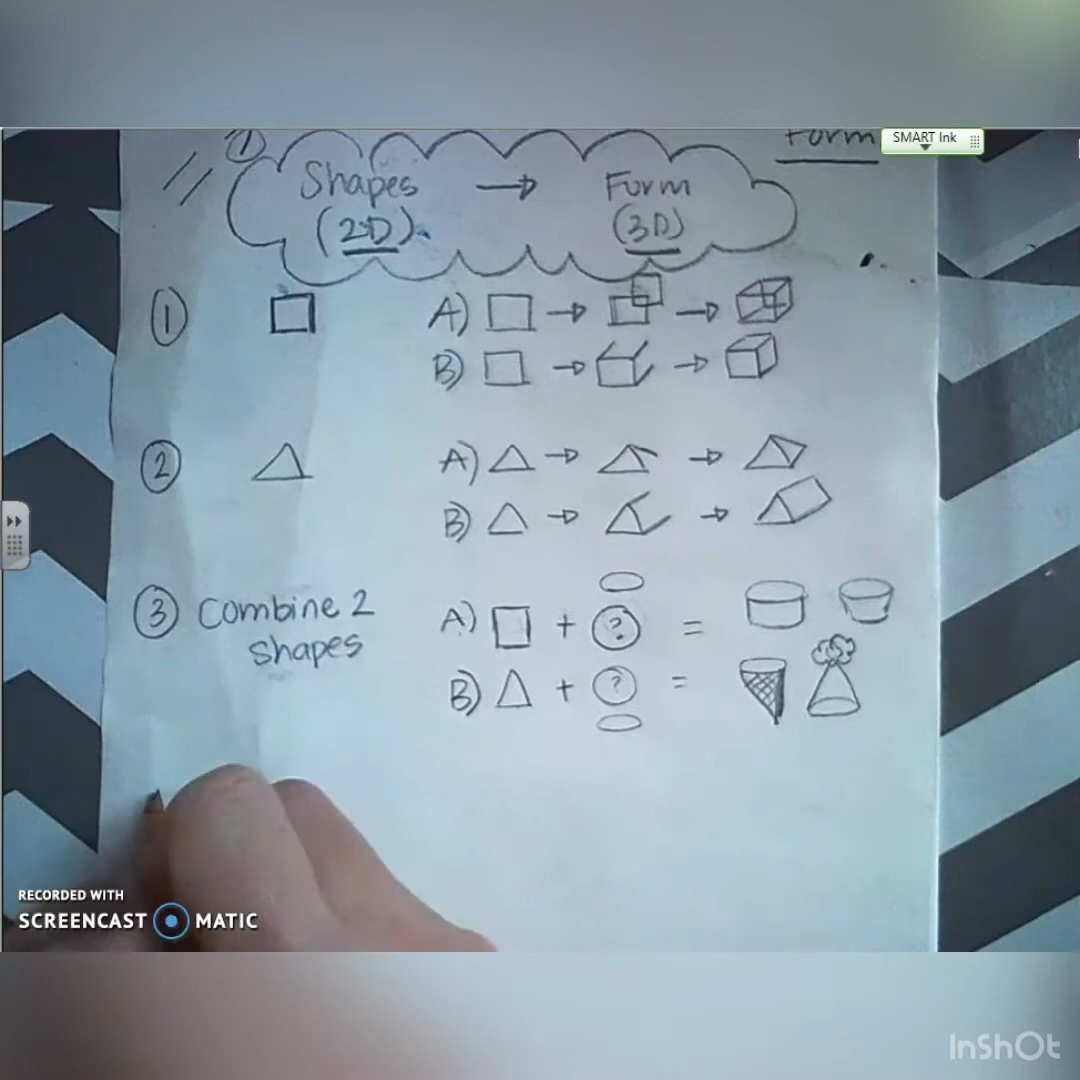 Form
SMART Ink
1
Shapes → Form
(2D) (3D)
1 A) → →
B) → →
2 A) → →
B) → →
3 Combine 2 shapes
A) + ? =
B) + ? =
RECORDED WITH
SCREENCAST MATIC
InShOt